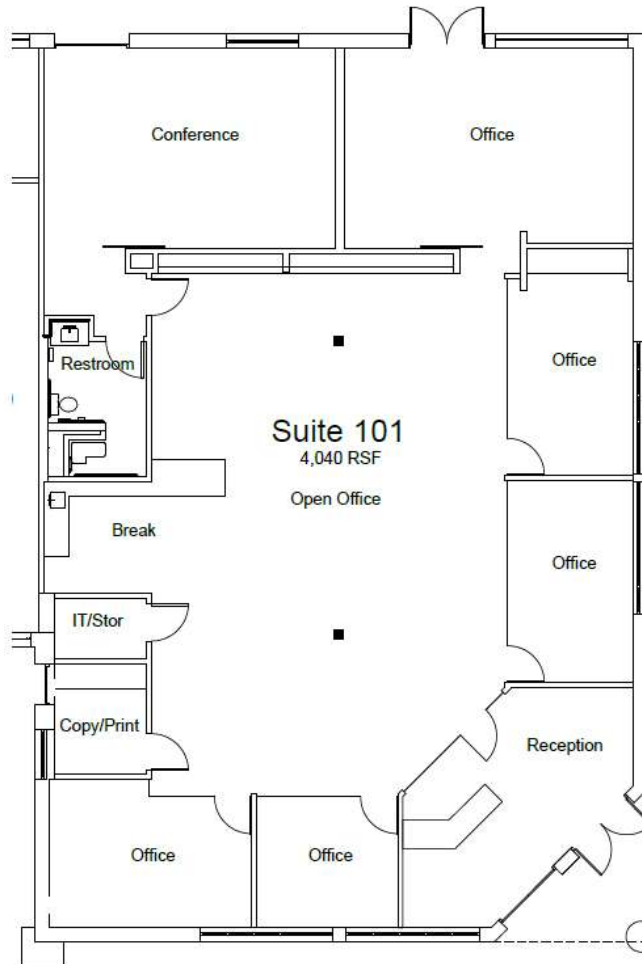 Conference
Office
Restroom
Office
Suite 101
4,040 RSF
Open Office
Break
Office
IT/Stor
Copy/Print
Reception
Office
Office